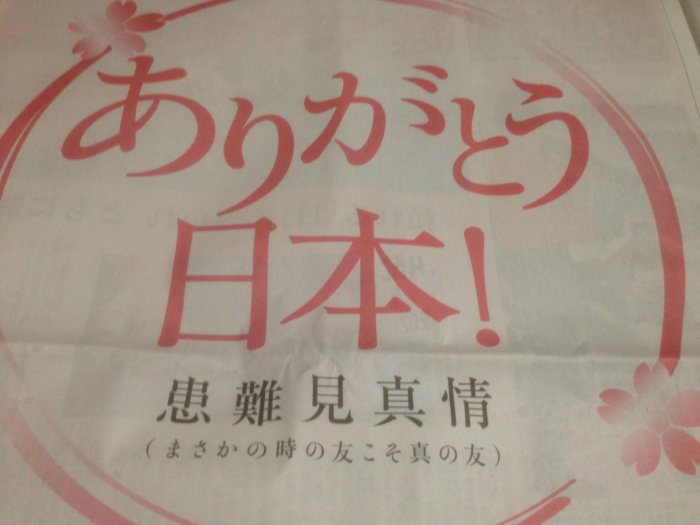 ありがとう
日本!
患難見真情
(まさかの時の友こそ真の友)